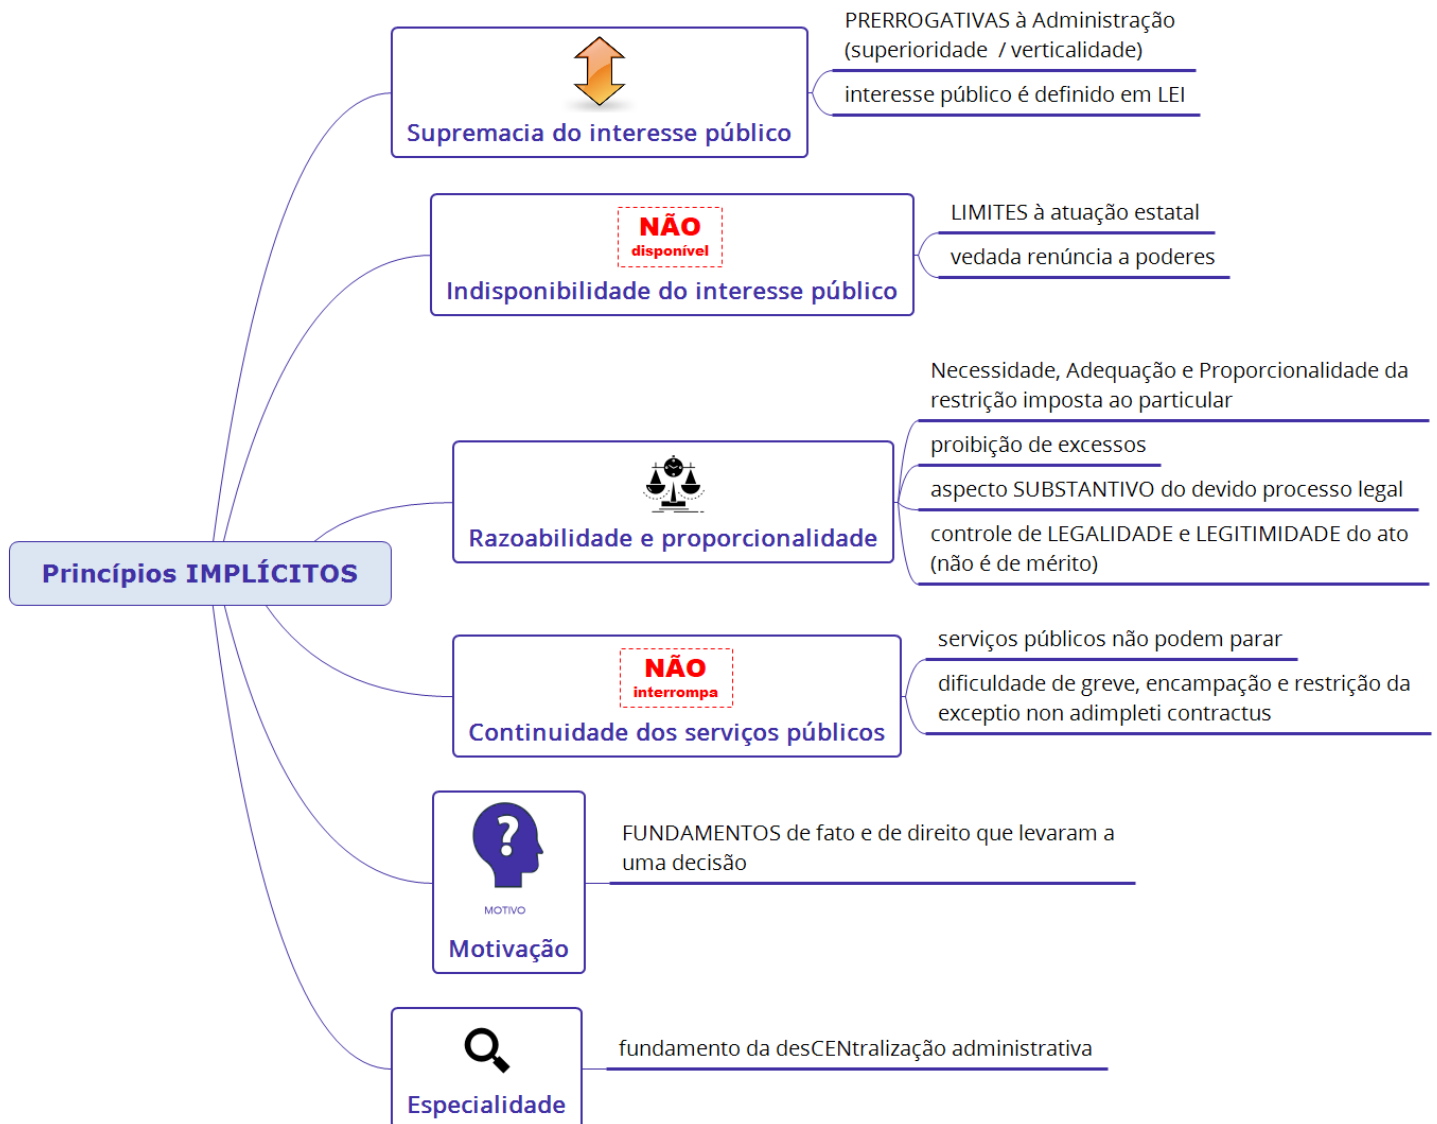 Princípios IMPLÍCITOS
Supremacia do interesse público
PRERROGATIVAS à Administração
(superioridade / verticalidade)
interesse público é definido em LEI
NÃO
disponível
Indisponibilidade do interesse público
LIMITES à atuação estatal
vedada renúncia a poderes
Razoabilidade e proporcionalidade
Necessidade, Adequação e Proporcionalidade da
restrição imposta ao particular
proibição de excessos
aspecto SUBSTANTIVO do devido processo legal
controle de LEGALIDADE e LEGITIMIDADE do ato
(não é de mérito)
NÃO
interrompa
Continuidade dos serviços públicos
serviços públicos não podem parar
dificuldade de greve, encampação e restrição da
exceptio non adimpleti contractus
?
MOTIVO
Motivação
FUNDAMENTOS de fato e de direito que levaram a
uma decisão
Especialidade
fundamento da desCENtralização administrativa